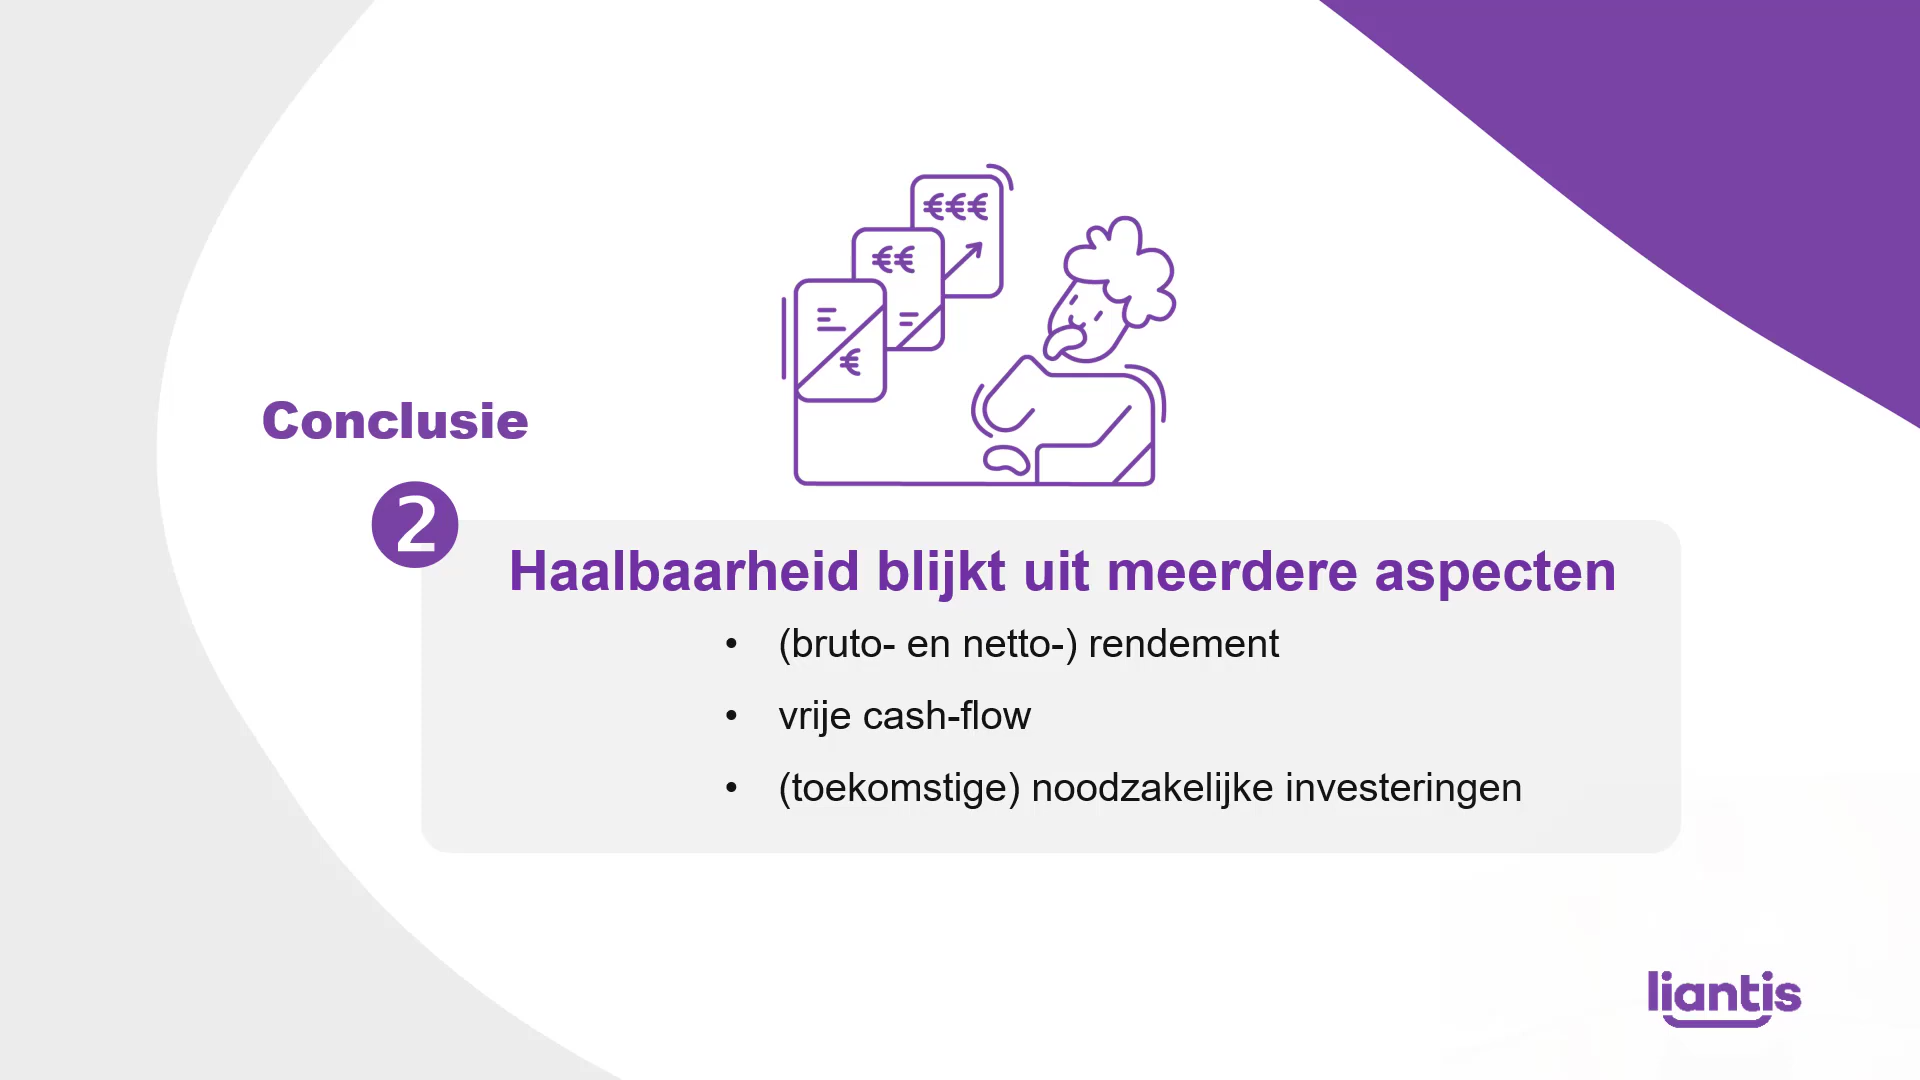 €€€
€€
€
Conclusie
2
Haalbaarheid blijkt uit meerdere aspecten
• (bruto- en netto-) rendement
• vrije cash-flow
• (toekomstige) noodzakelijke investeringen
liantis